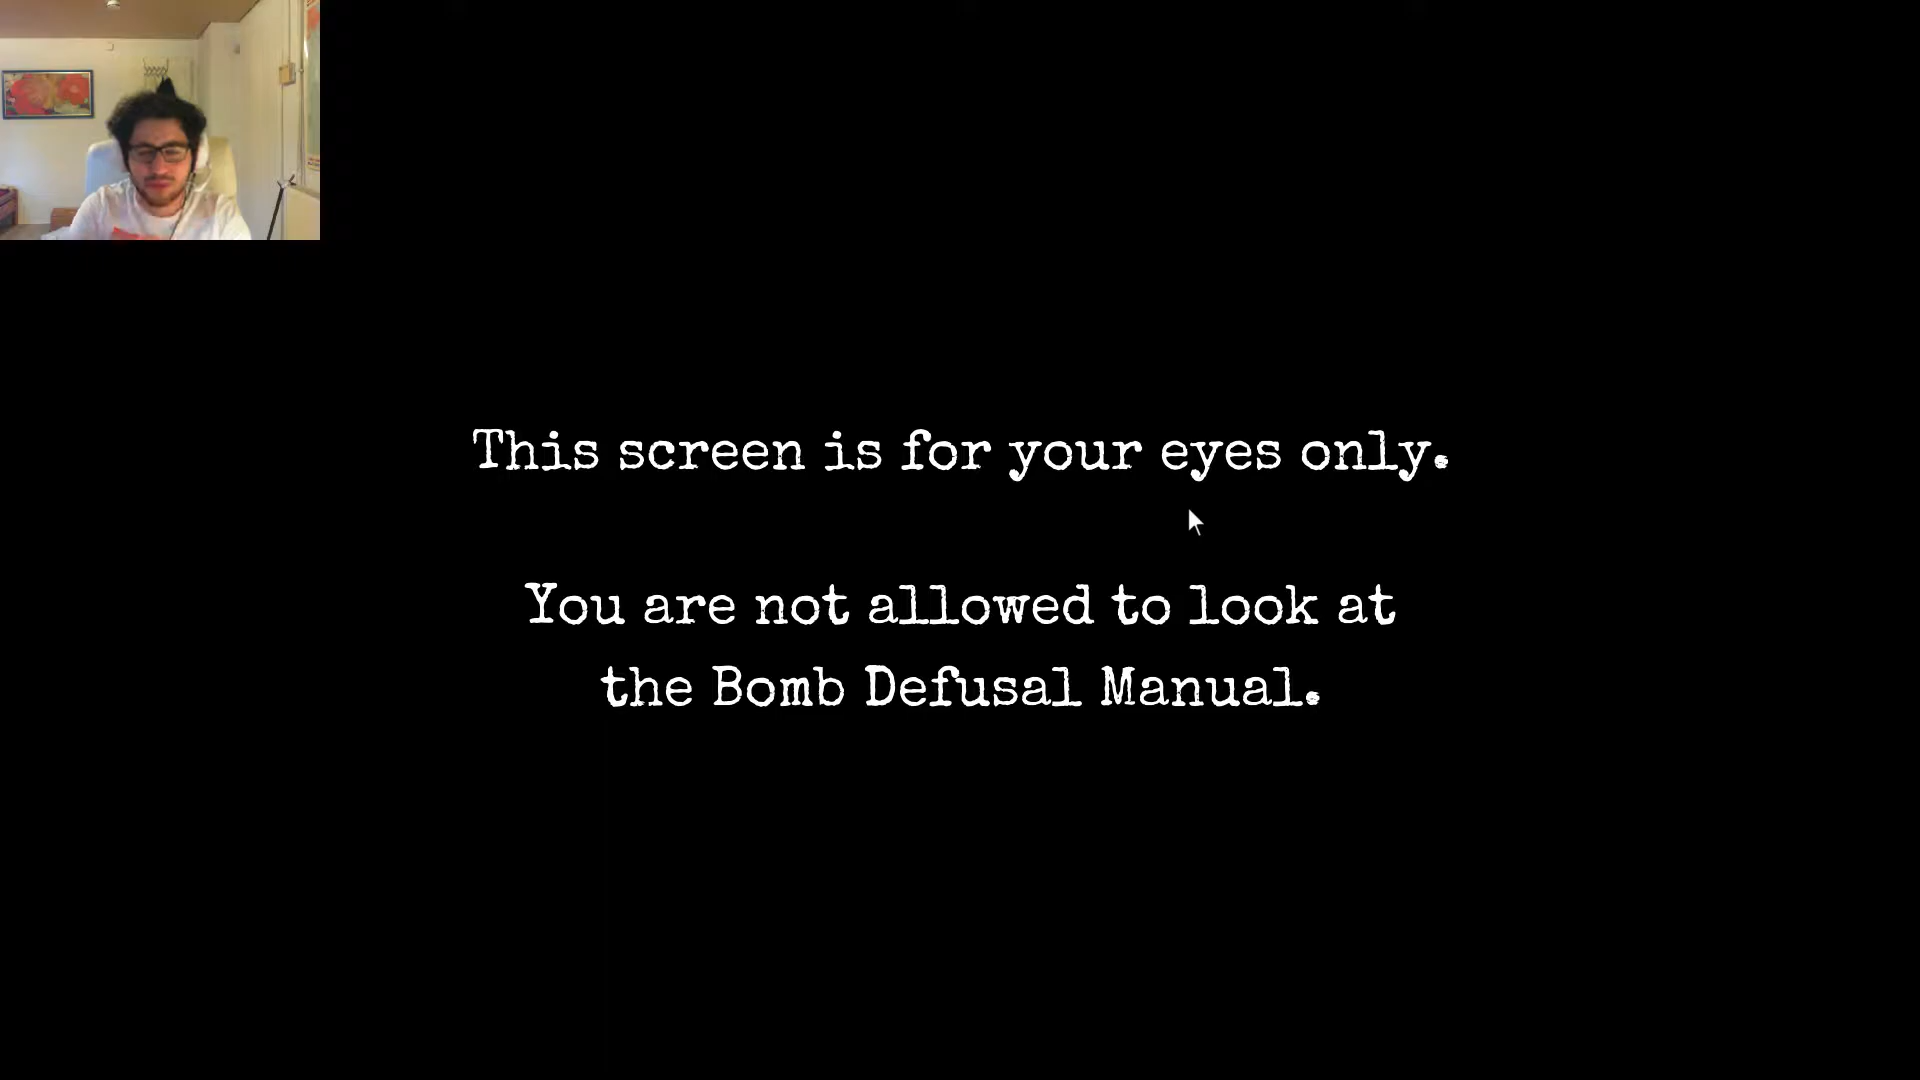 This screen is for your eyes only.
You are not allowed to look at
the Bomb Defusal Manual.